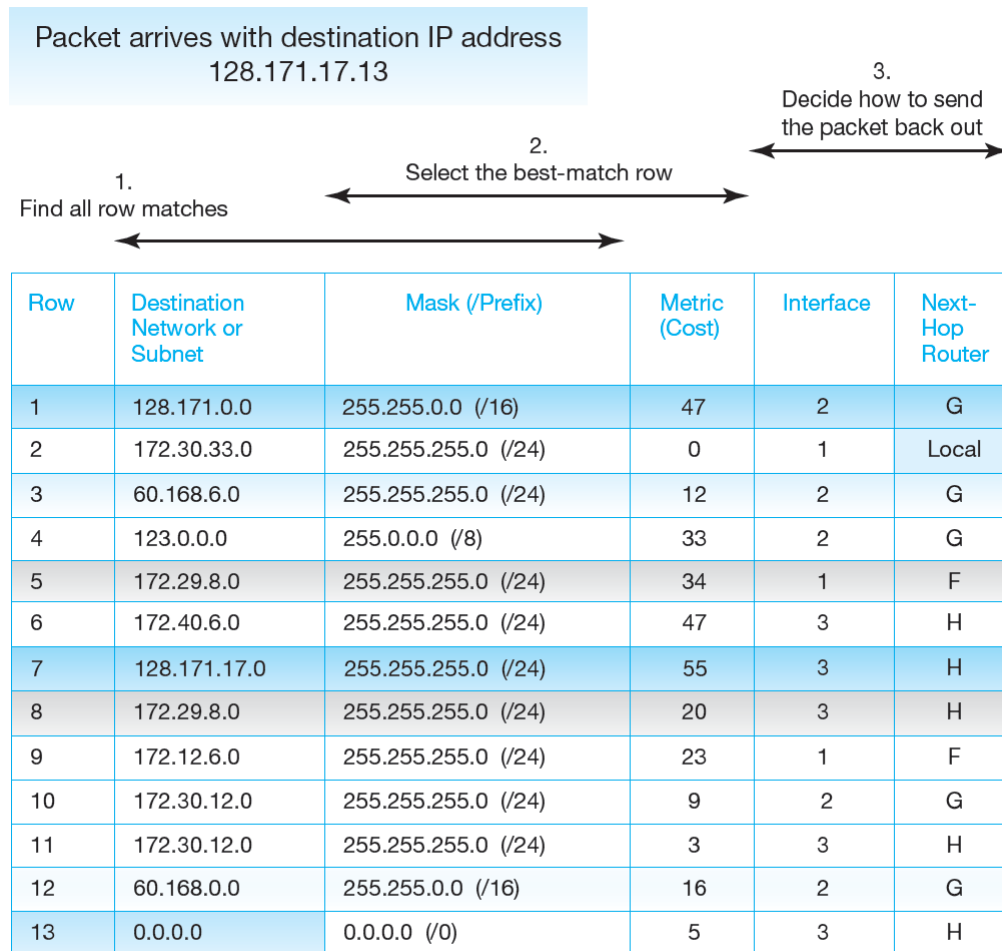 Packet arrives with destination IP address
128.171.17.13
3.
Decide how to send
the packet back out
2.
Select the best-match row
1.
Find all row matches
Row Destination Network or Subnet Mask (/Prefix) Metric (Cost) Interface Next-Hop Router
1 128.171.0.0 255.255.0.0 (/16) 47 2 G
2 172.30.33.0 255.255.255.0 (/24) 0 1 Local
3 60.168.6.0 255.255.255.0 (/24) 12 2 G
4 123.0.0.0 255.0.0.0 (/8) 33 2 G
5 172.29.8.0 255.255.255.0 (/24) 34 1 F
6 172.40.6.0 255.255.255.0 (/24) 47 3 H
7 128.171.17.0 255.255.255.0 (/24) 55 3 H
8 172.29.8.0 255.255.255.0 (/24) 20 3 H
9 172.12.6.0 255.255.255.0 (/24) 23 1 F
10 172.30.12.0 255.255.255.0 (/24) 9 2 G
11 172.30.12.0 255.255.255.0 (/24) 3 3 H
12 60.168.0.0 255.255.0.0 (/16) 16 2 G
13 0.0.0.0 0.0.0.0 (/0) 5 3 H